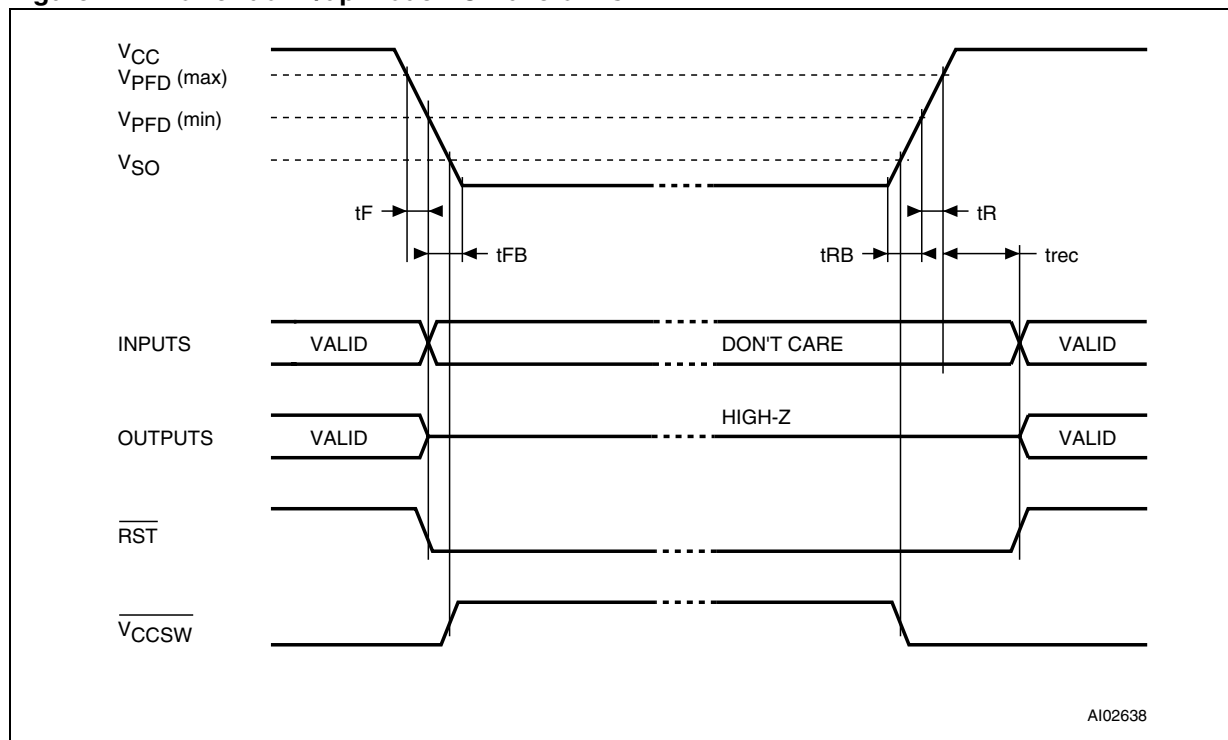 VCC
VPFD (max)
VPFD (min)
VSO
tF
tR
tFB
tRB
trec
INPUTS
VALID
DON'T CARE
VALID
OUTPUTS
VALID
HIGH-Z
VALID
RST
VCCSW
AI02638